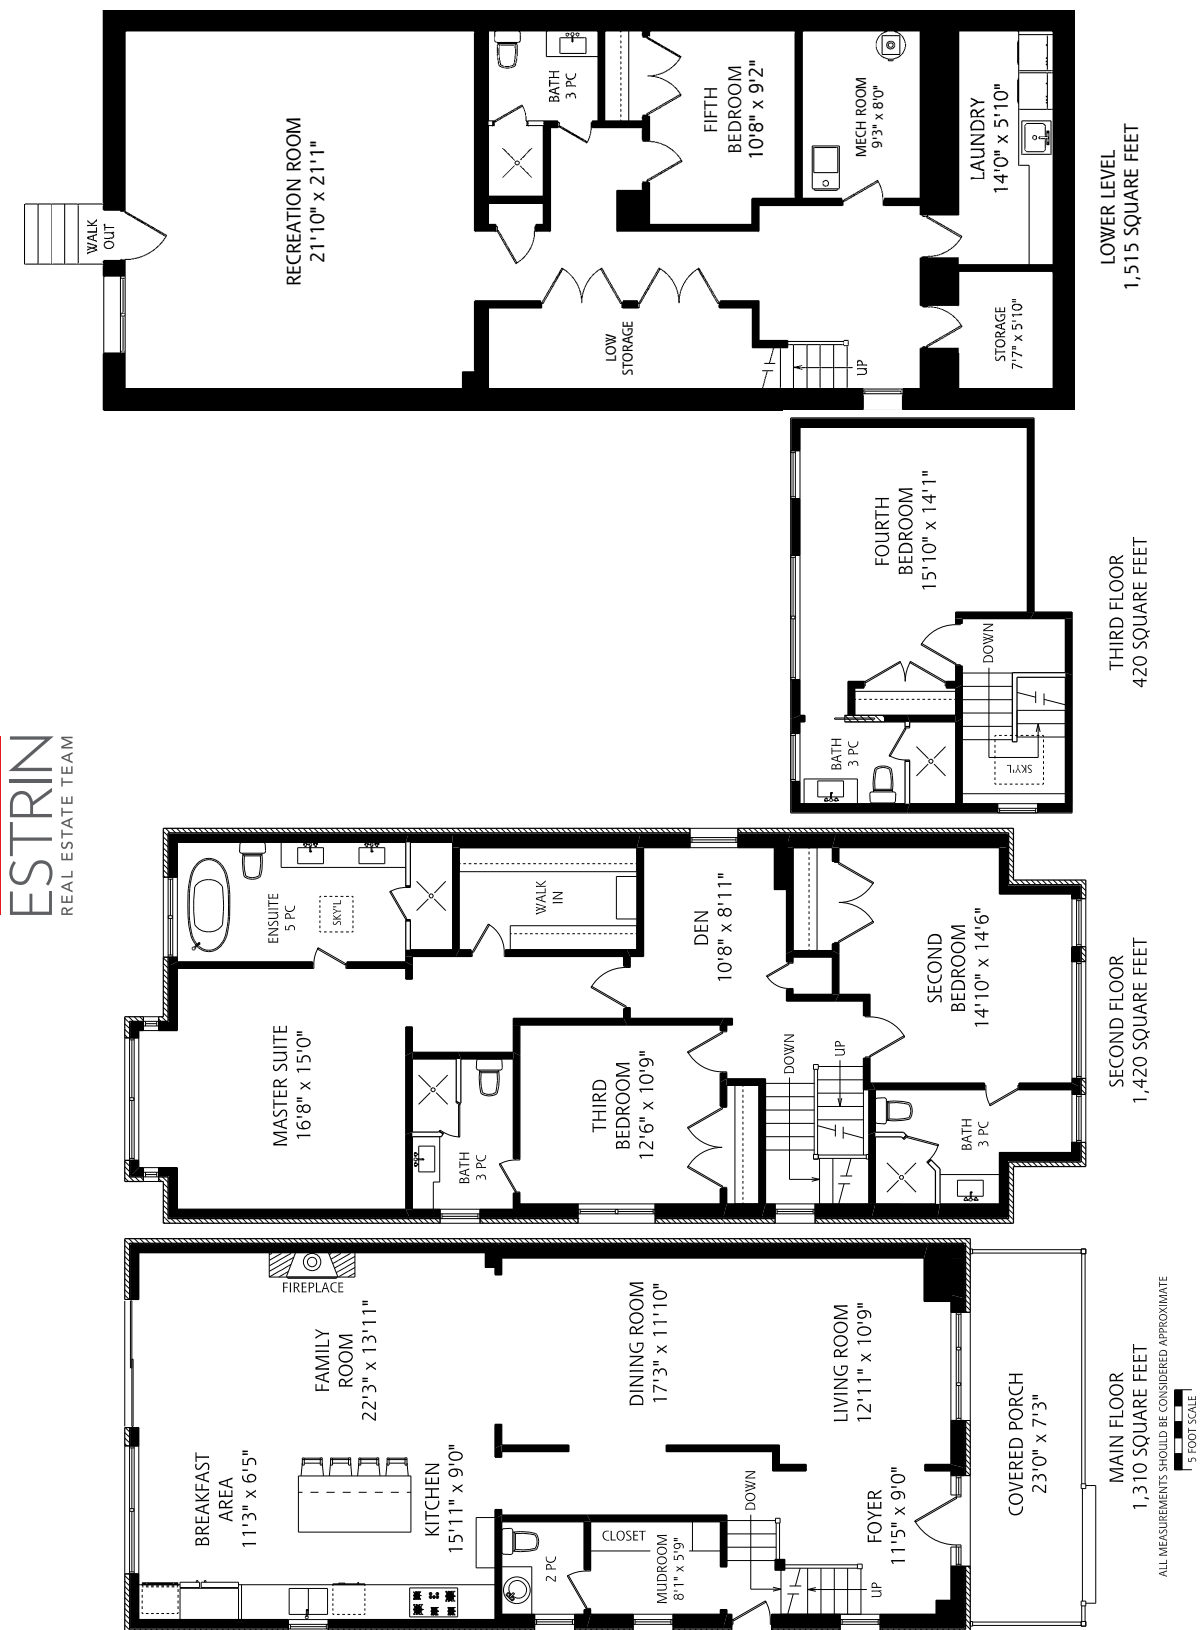 ESTRIN
REAL ESTATE TEAM
MAIN FLOOR
1,310 SQUARE FEET
ALL MEASUREMENTS SHOULD BE CONSIDERED APPROXIMATE
5 FOOT SCALE
BREAKFAST
AREA
11'3" x 6'5"
FAMILY
ROOM
22'3" x 13'11"
FIREPLACE
KITCHEN
15'11" x 9'0"
2 PC
CLOSET
MUDROOM
8'1" x 5'9"
DOWN
UP
DINING ROOM
17'3" x 11'10"
LIVING ROOM
12'11" x 10'9"
FOYER
11'5" x 9'0"
COVERED PORCH
23'0" x 7'3"
SECOND FLOOR
1,420 SQUARE FEET
MASTER SUITE
16'8" x 15'0"
ENSUITE
5 PC
SKY'L
WALK
IN
BATH
3 PC
THIRD
BEDROOM
12'6" x 10'9"
DEN
10'8" x 8'11"
DOWN
UP
SECOND
BEDROOM
14'10" x 14'6"
BATH
3 PC
THIRD FLOOR
420 SQUARE FEET
FOURTH
BEDROOM
15'10" x 14'1"
BATH
3 PC
DOWN
SKY'L
LOWER LEVEL
1,515 SQUARE FEET
WALK
OUT
RECREATION ROOM
21'10" x 21'1"
BATH
3 PC
FIFTH
BEDROOM
10'8" x 9'2"
MECH ROOM
9'3" x 8'0"
LAUNDRY
14'0" x 5'10"
LOW
STORAGE
UP
STORAGE
7'7" x 5'10"